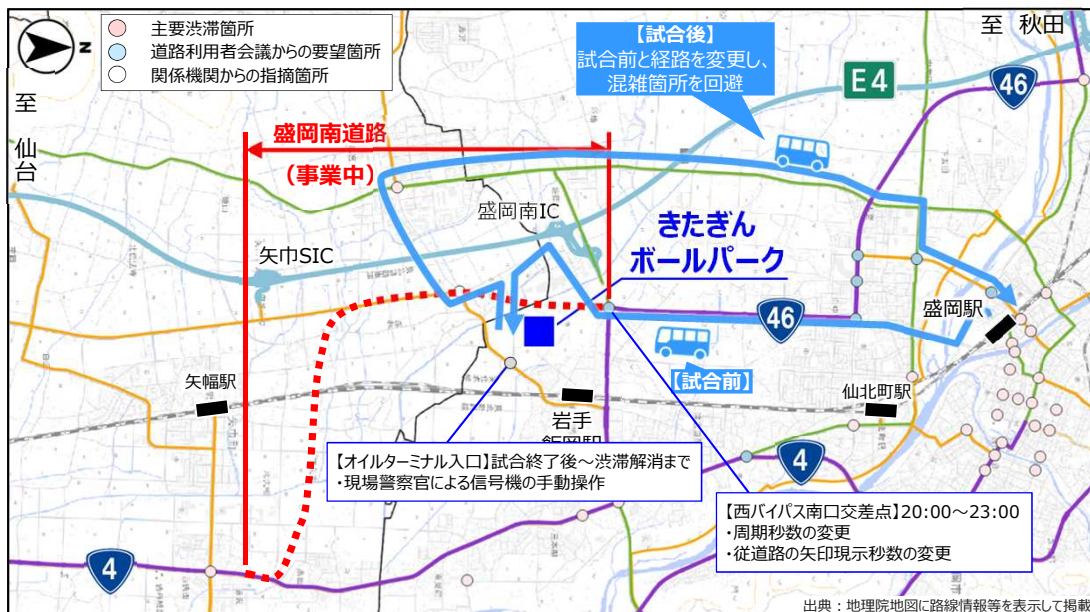 N
主要渋滞箇所
道路利用者会議からの要望箇所
関係機関からの指摘箇所
至 仙台
至 秋田
【試合後】
試合前と経路を変更し、
混雑箇所を回避
E4
46
盛岡南道路
(事業中)
盛岡南IC
矢巾SIC
きたぎん
ボールパーク
46
盛岡駅
【試合前】
矢幅駅
岩手
飯岡駅
仙北町駅
【オイルターミナル入口】試合終了後~渋滞解消まで
・現場警察官による信号機の手動操作
4
【西バイパス南口交差点】20:00~23:00
・周期秒数の変更
・従道路の矢印現示秒数の変更
4
出典:地理院地図に路線情報等を表示して掲載